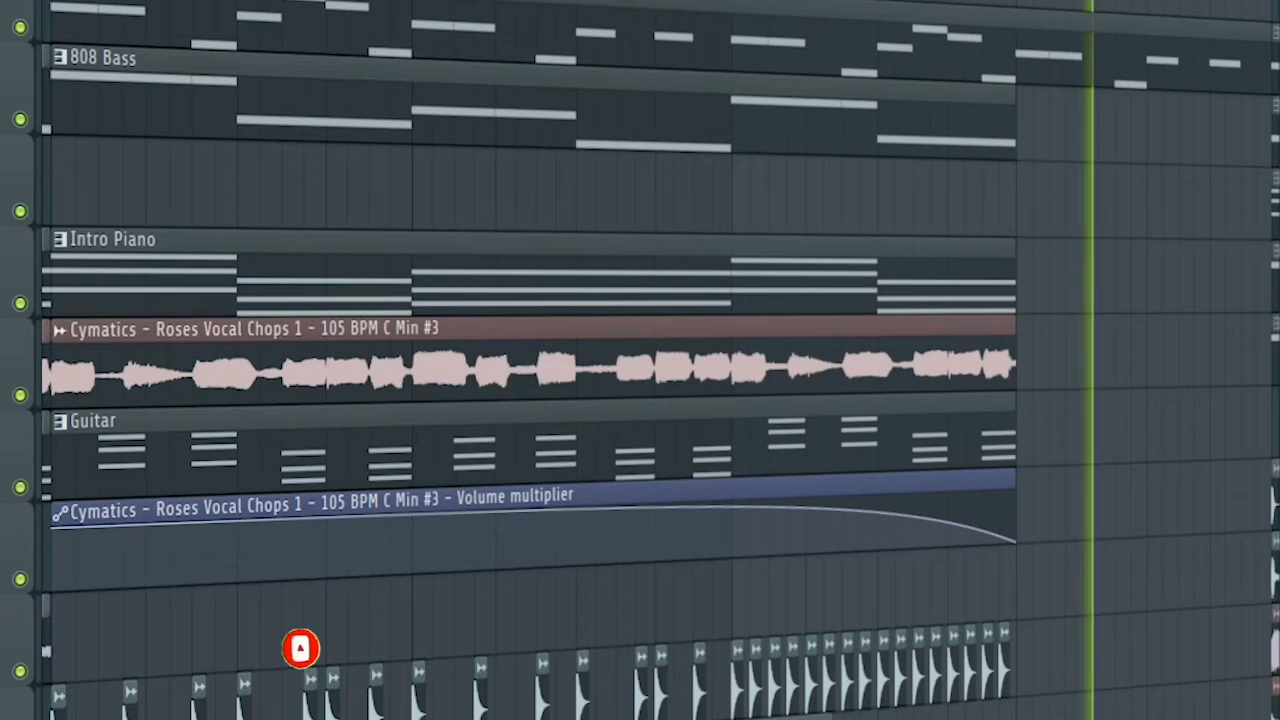 808 Bass
Intro Piano
Cymatics - Roses Vocal Chops 1 - 105 BPM C Min #3
Guitar
Cymatics - Roses Vocal Chops 1 - 105 BPM C Min #3 - Volume multiplier